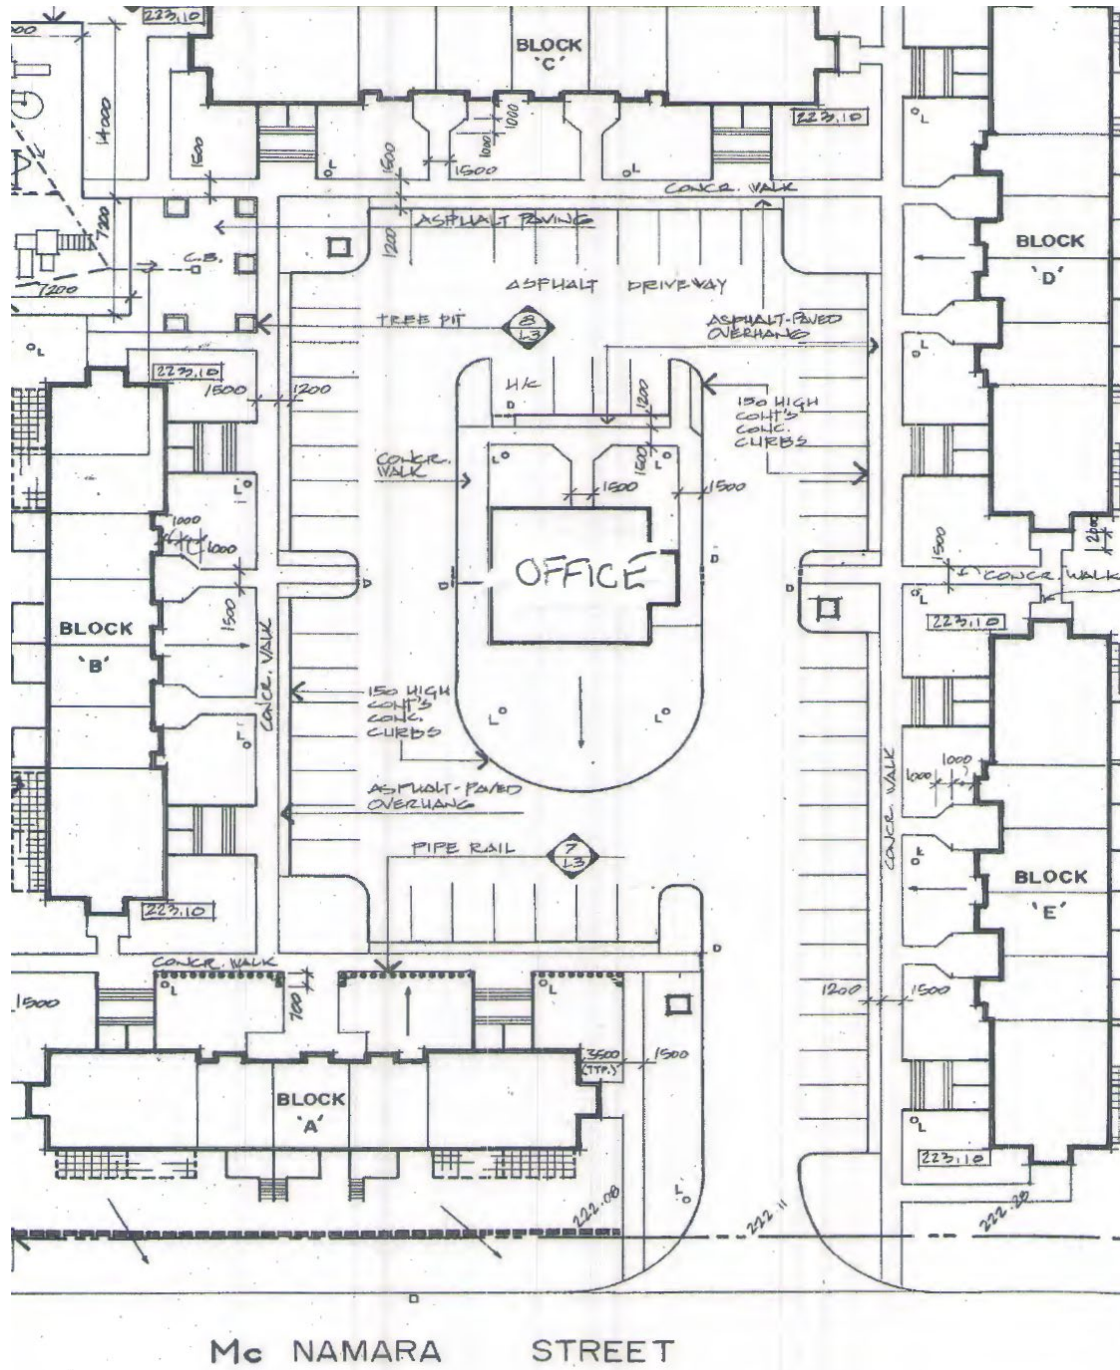 223.10
BLOCK
'C'
14000
1500
1000
1000
1500
1500
223.10
CONCR. WALK
ASPHALT PAVING
7200
1200
C.B.
7200
BLOCK
'D'
ASPHALT DRIVEWAY
TREE PIT
8
L3
ASPHALT-PAVED
OVERHANG
223.10
1500
1200
H/C
D
1200
150 HIGH
CONT'S
CONC.
CURBS
CONCR.
WALK
L
L
1500
1500
1500
L
1000
1000
1500
OFFICE
D
D
D
D
1500
2000
CONCR. WALK
L
223.10
BLOCK
'B'
CONCR. WALK
150 HIGH
CONT'S
CONC.
CURBS
L
L
L
ASPHALT-PAVED
OVERHANG
1000
1000
CONCR. WALK
PIPE RAIL
7
L3
BLOCK
'E'
223.10
CONCR. WALK
D
1500
L
700
L
1200
1500
3500
(TYP.)
1500
BLOCK
'A'
L
223.10
L
222.08
222.11
222.20
Mc NAMARA STREET